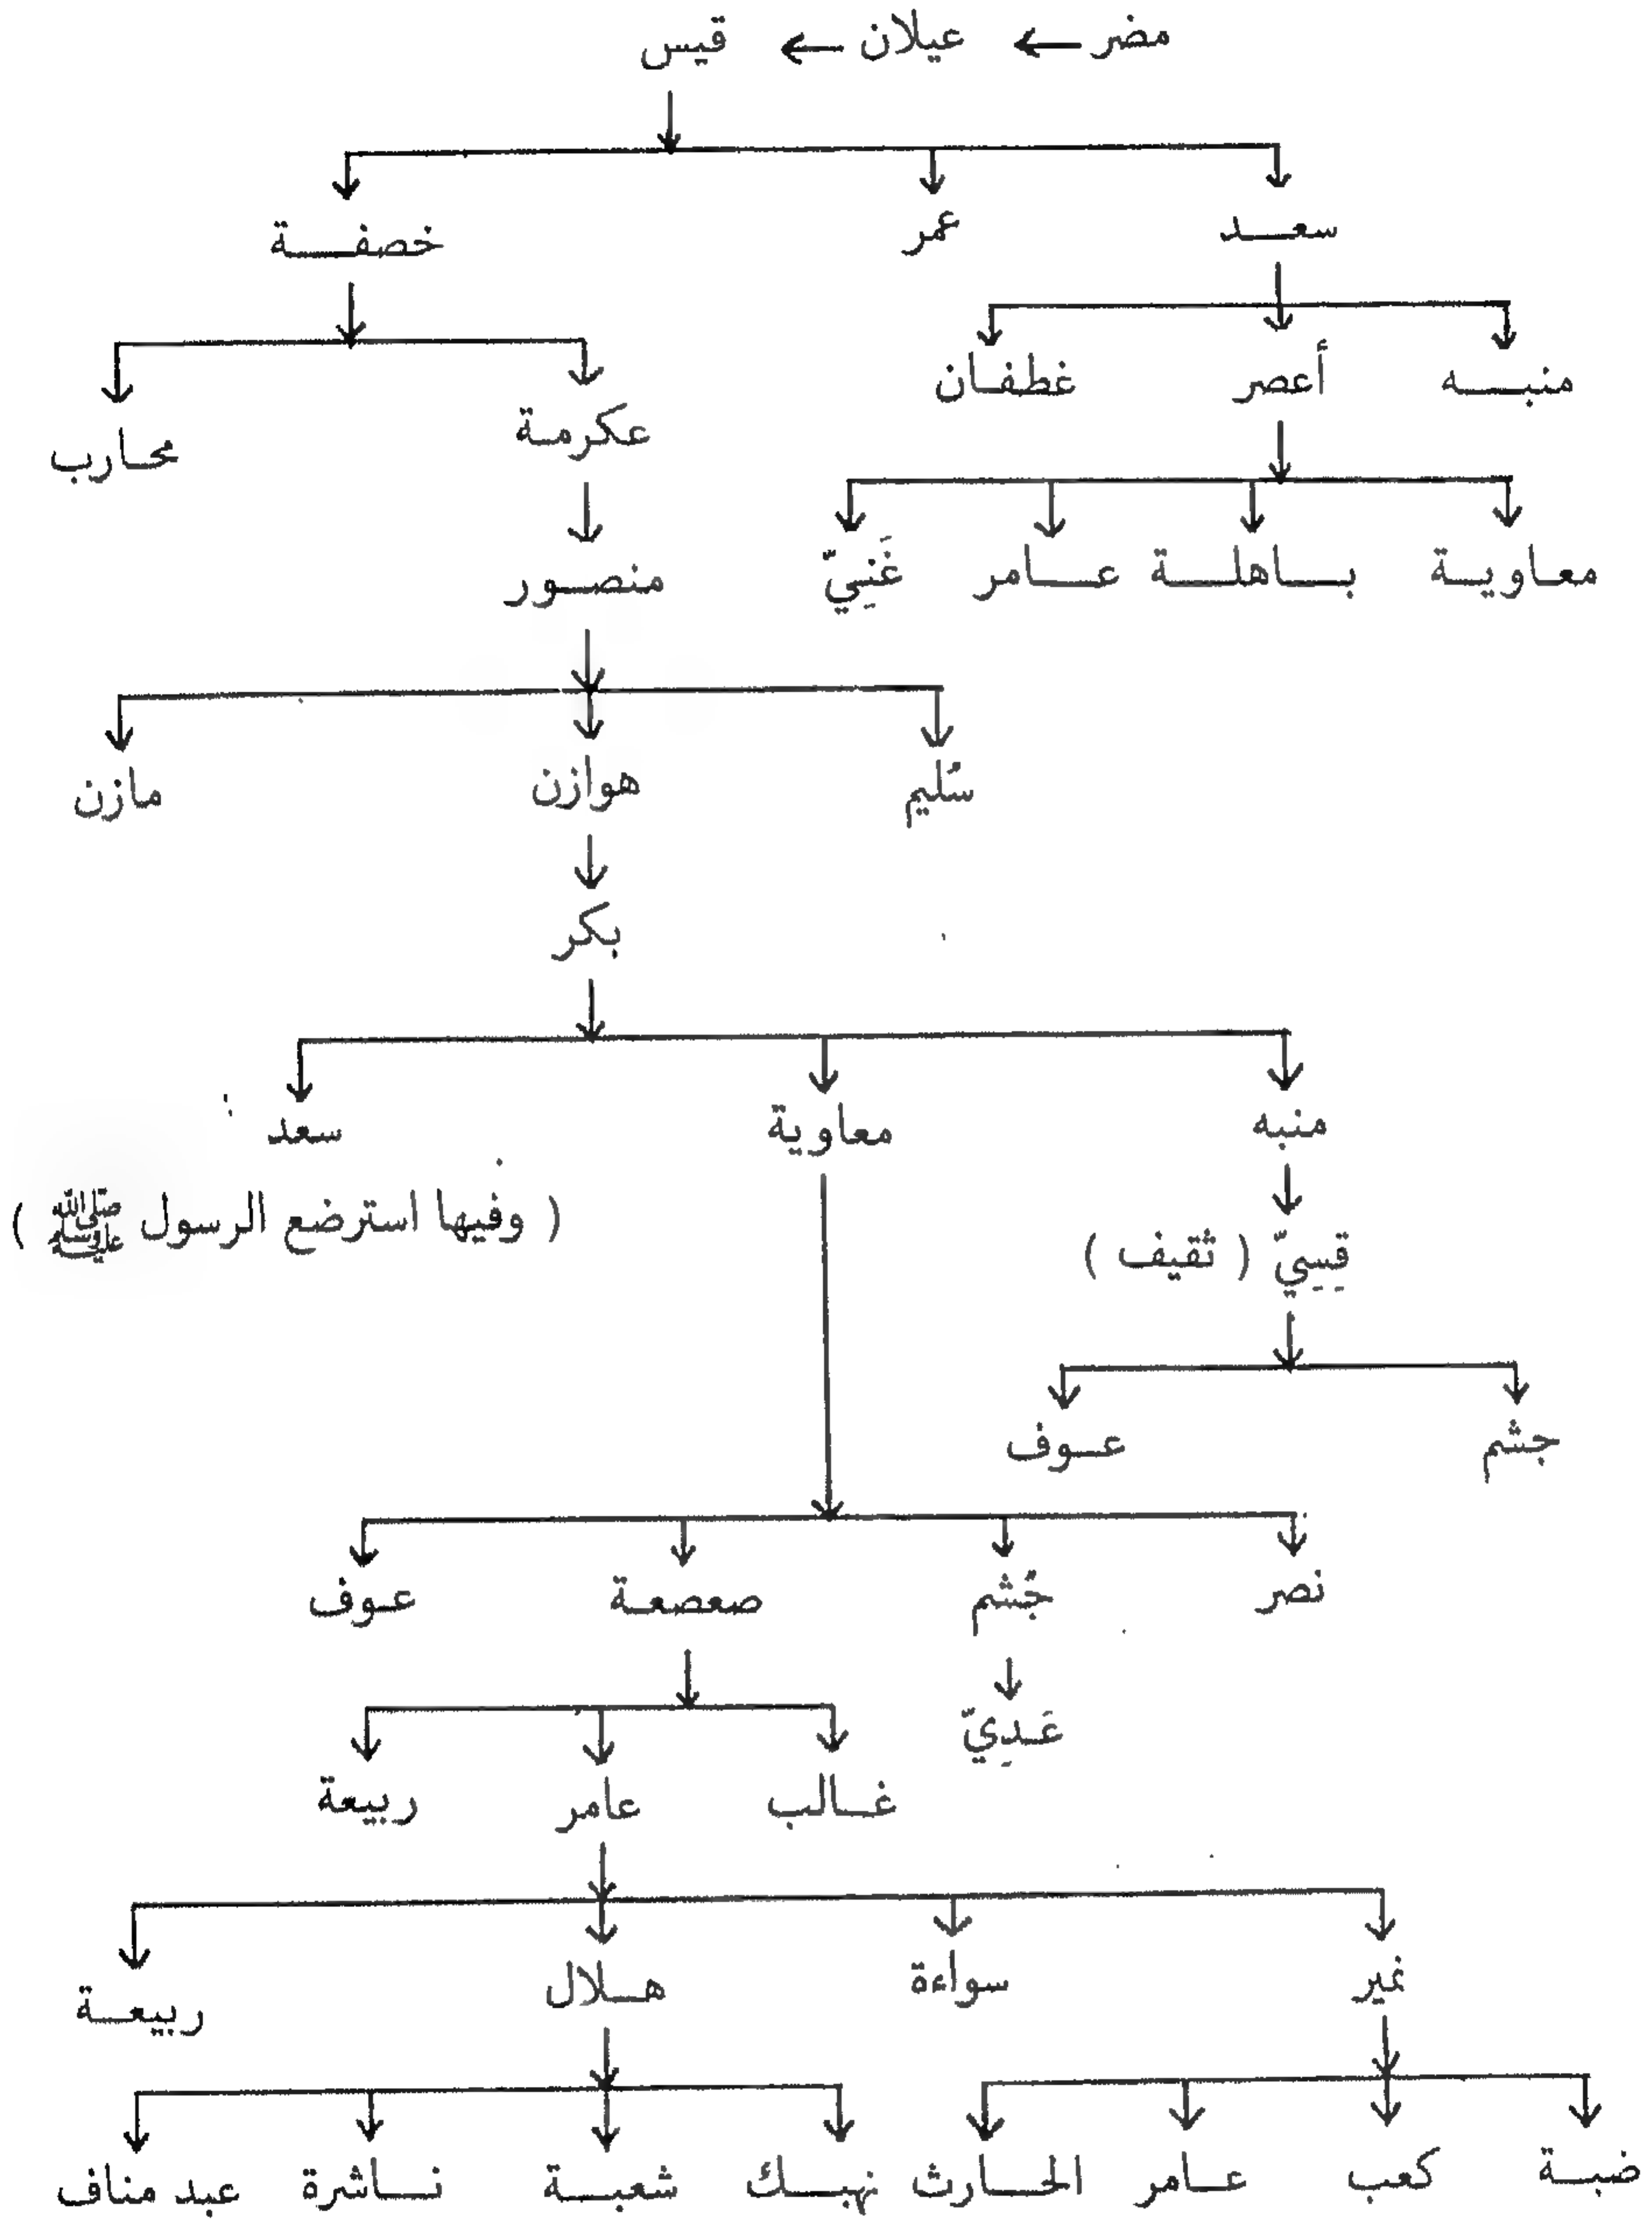 مضر ← عيلان ← قيس
سعد عمر خصفة
منبه أعصر غطفان
عكرمة محارب
معاوية باهلة عامر غَنِيّ
منصور
سُليم هوازن مازن
بكر
منبه معاوية سعد
( وفيها استرضع الرسول ﷺ )
قِسِيّ ( ثقيف )
جشم عوف
نصر جُشم صعصعة عوف
عَدِيّ
غالب عامر ربيعة
نمير سواءة هلال ربيعة
ضبة كعب عامر الحارث نهيك شعبة ناشرة عبد مناف